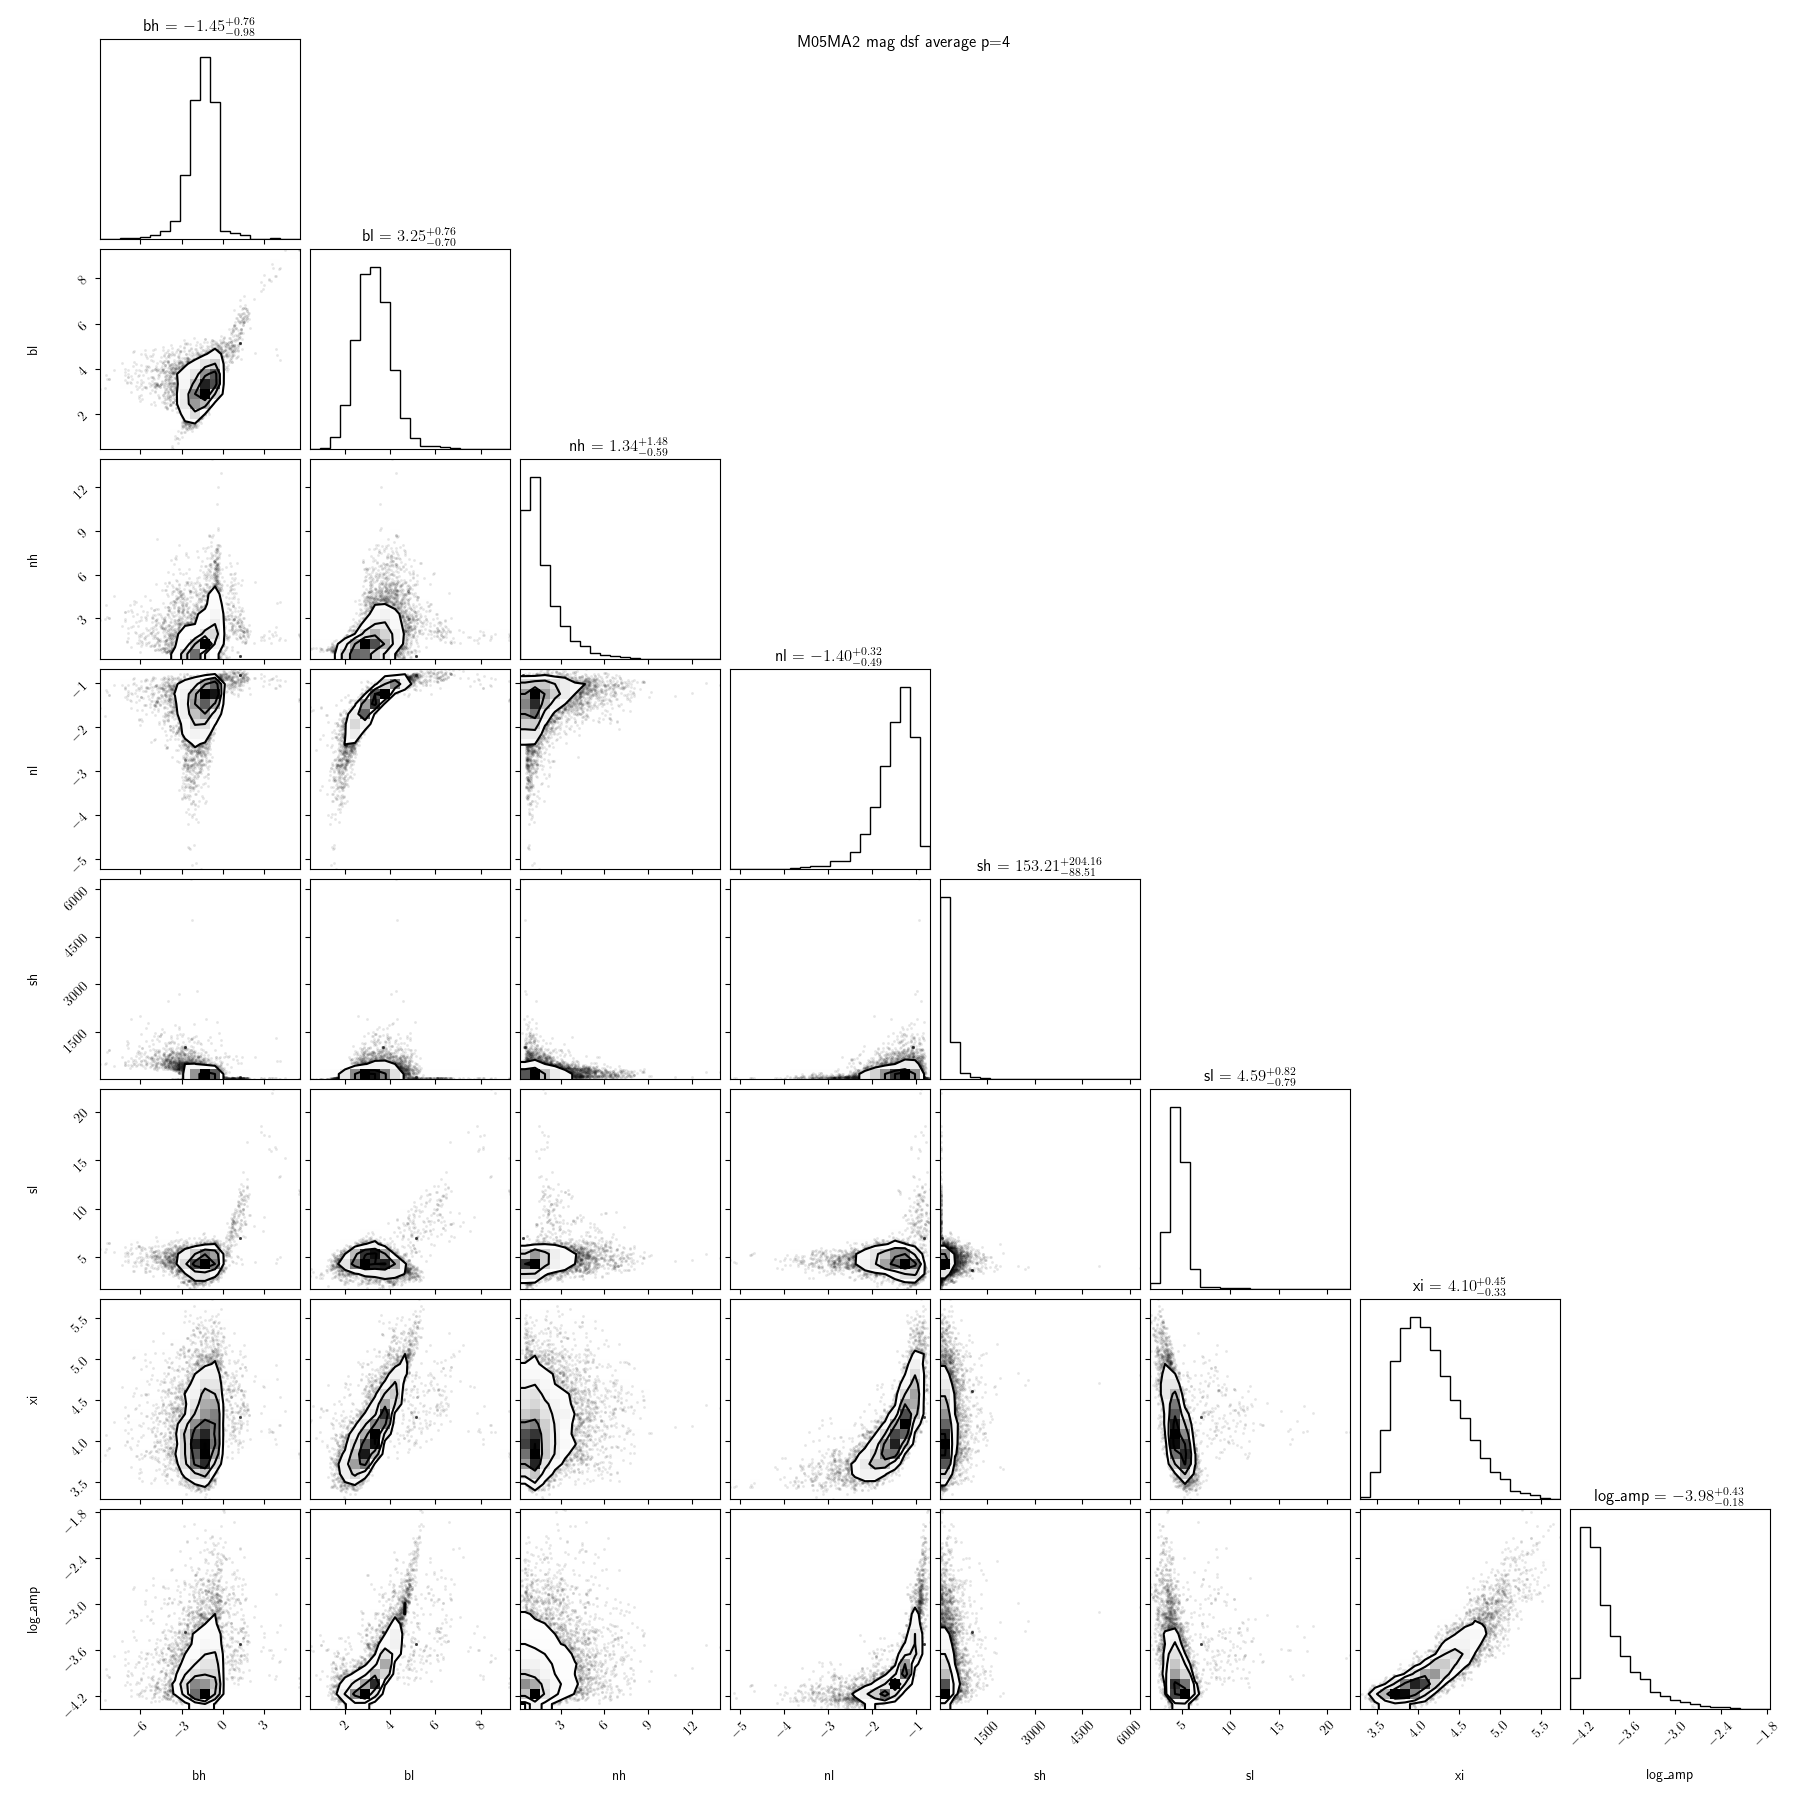 M05MA2 mag dsf average p=4
bh = −1.45+0.76−0.98
bl = 3.25+0.76−0.70
bl
8
6
4
2
nh = 1.34+1.48−0.59
nh
12
9
6
3
nl = −1.40+0.32−0.49
nl
−1
−2
−3
−4
−5
sh = 153.21+204.16−88.51
sh
6000
4500
3000
1500
sl = 4.59+0.82−0.79
sl
20
15
10
5
xi = 4.10+0.45−0.33
xi
5.5
5.0
4.5
4.0
3.5
log_amp = −3.98+0.43−0.18
log_amp
−1.8
−2.4
−3.0
−3.6
−4.2
−6 −3 0 3 2 4 6 8 3 6 9 12 −5 −4 −3 −2 −1 1500 3000 4500 6000 5 10 15 20 3.5 4.0 4.5 5.0 5.5 −4.2 −3.6 −3.0 −2.4 −1.8
bh bl nh nl sh sl xi log_amp